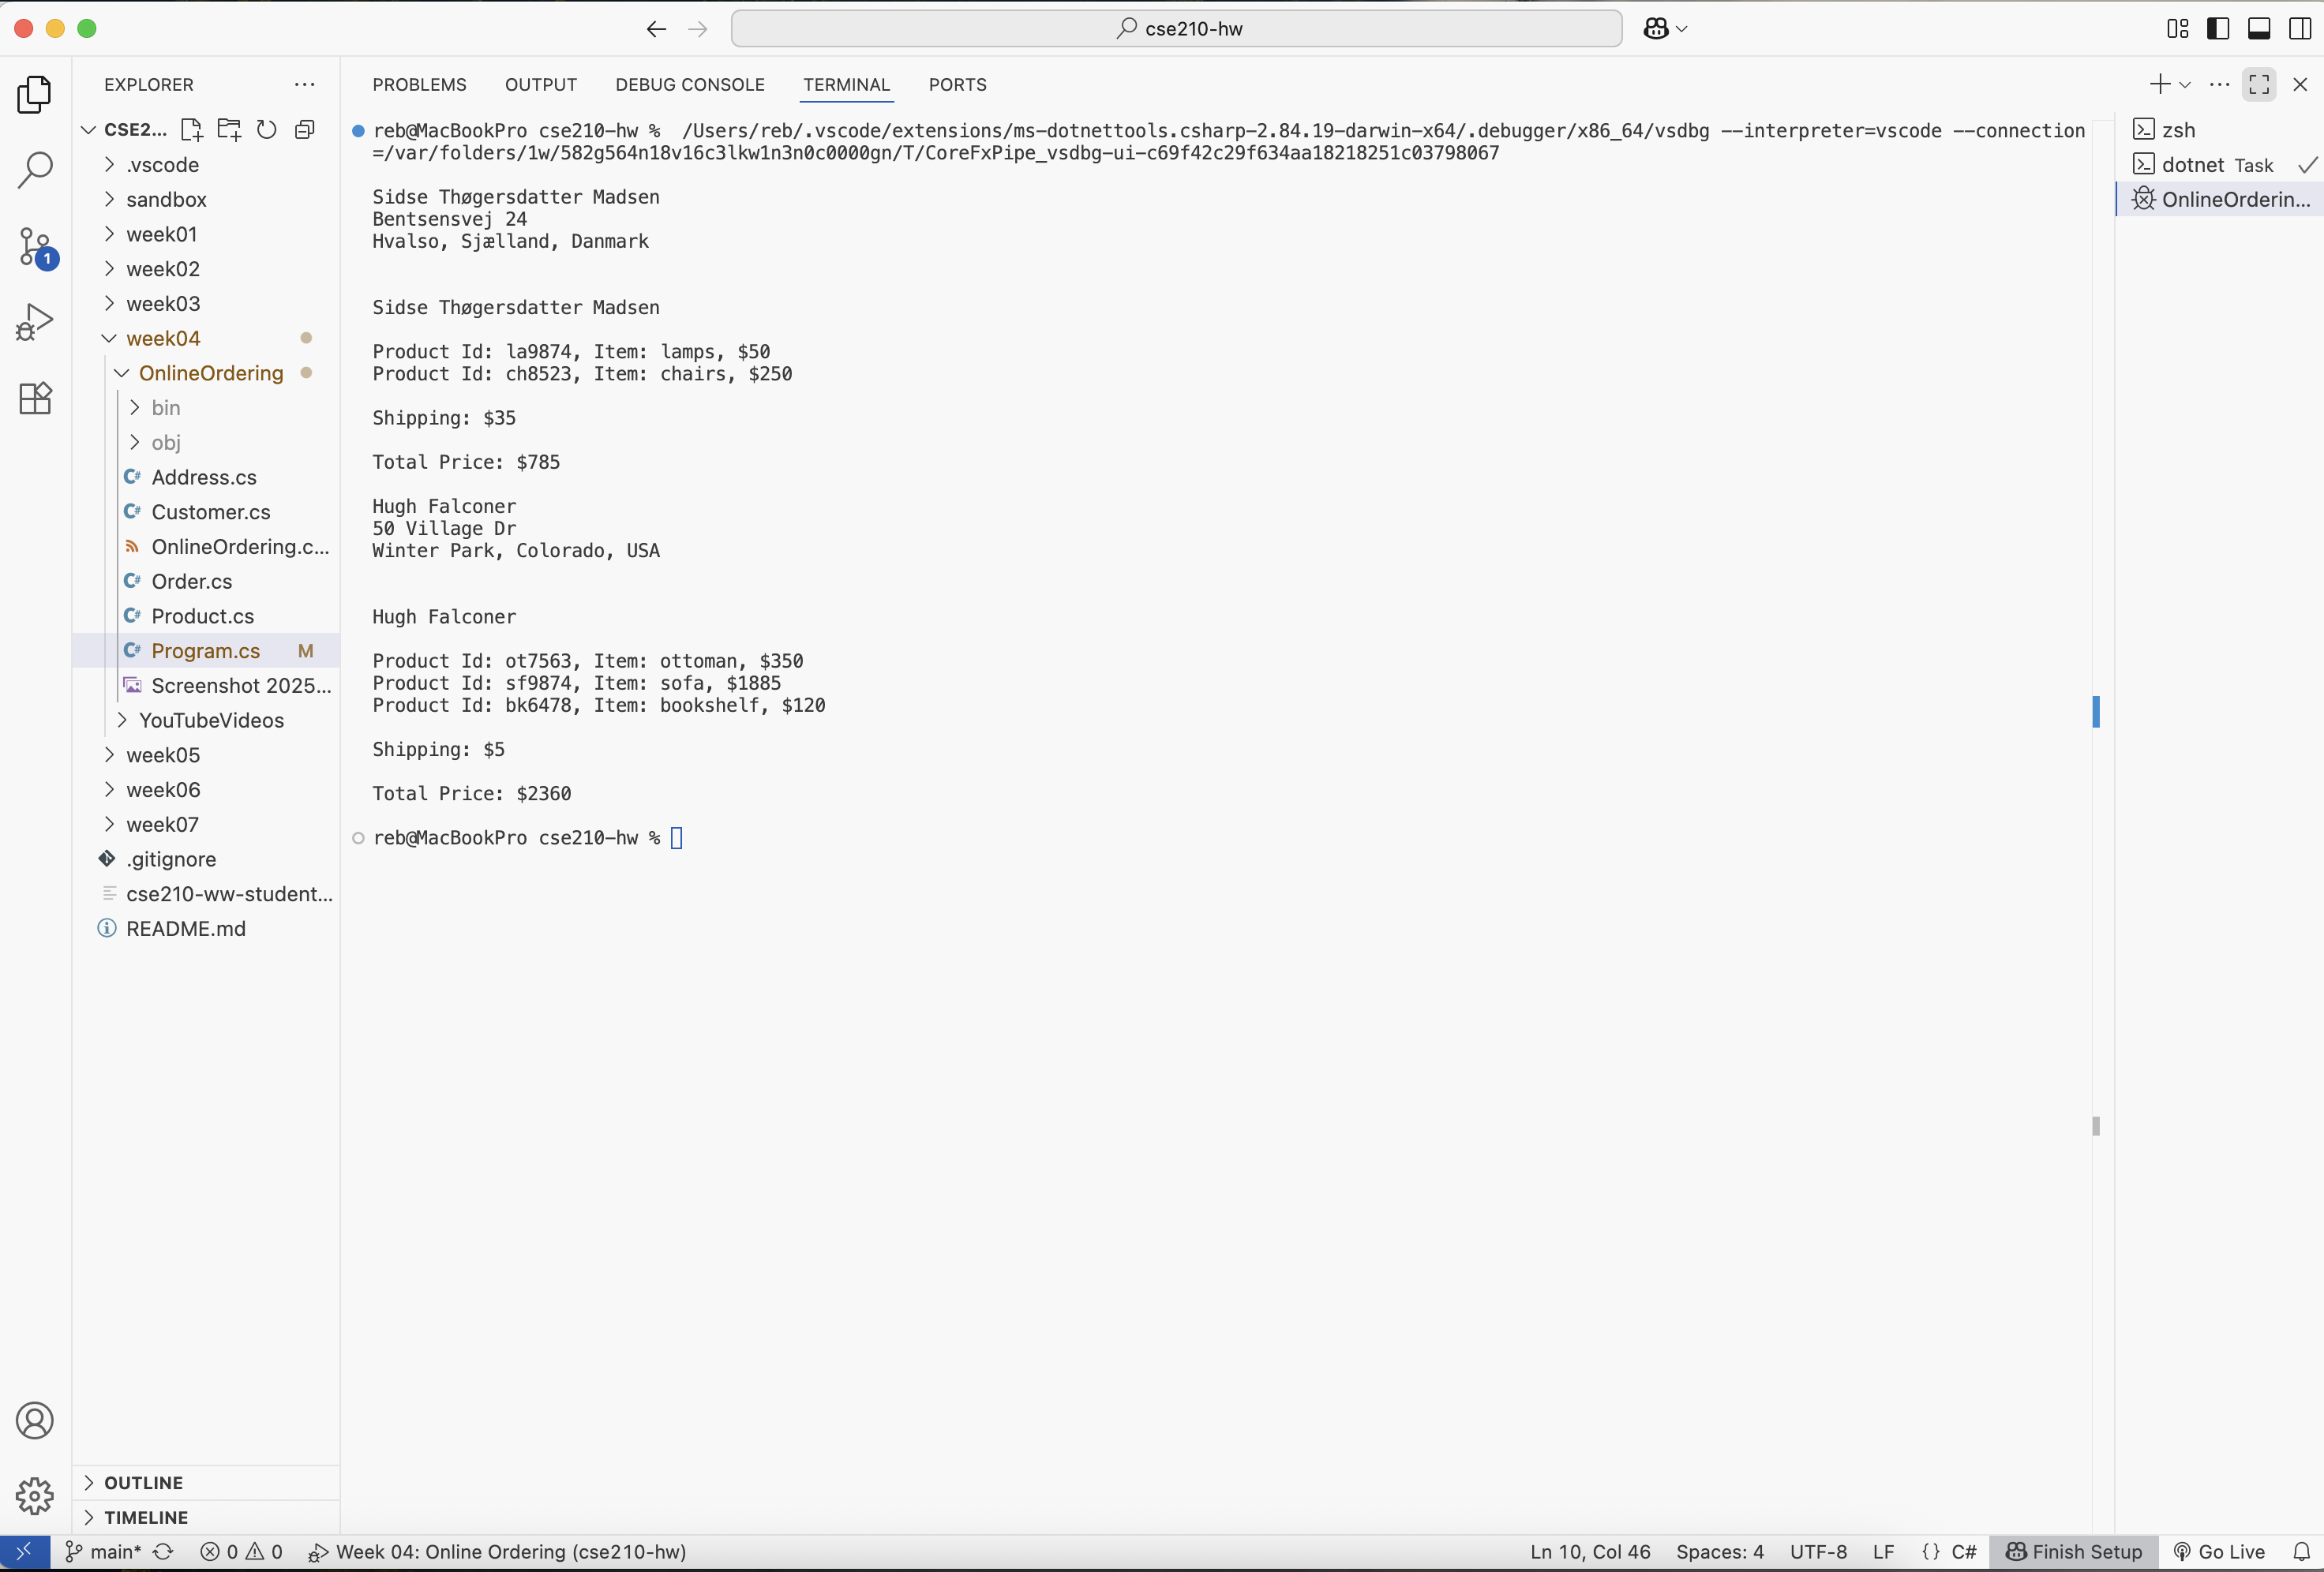 cse210-hw
EXPLORER
CSE2...
.vscode
sandbox
week01
week02
week03
week04
OnlineOrdering
bin
obj
Address.cs
Customer.cs
OnlineOrdering.c...
Order.cs
Product.cs
Program.cs M
Screenshot 2025...
YouTubeVideos
week05
week06
week07
.gitignore
cse210-ww-student...
README.md
OUTLINE
TIMELINE
1
PROBLEMS OUTPUT DEBUG CONSOLE TERMINAL PORTS
reb@MacBookPro cse210-hw %  /Users/reb/.vscode/extensions/ms-dotnettools.csharp-2.84.19-darwin-x64/.debugger/x86_64/vsdbg --interpreter=vscode --connection
=/var/folders/1w/582g564n18v16c3lkw1n3n0c0000gn/T/CoreFxPipe_vsdbg-ui-c69f42c29f634aa18218251c03798067
Sidse Thøgersdatter Madsen
Bentsensvej 24
Hvalso, Sjælland, Danmark
Sidse Thøgersdatter Madsen
Product Id: la9874, Item: lamps, $50
Product Id: ch8523, Item: chairs, $250
Shipping: $35
Total Price: $785
Hugh Falconer
50 Village Dr
Winter Park, Colorado, USA
Hugh Falconer
Product Id: ot7563, Item: ottoman, $350
Product Id: sf9874, Item: sofa, $1885
Product Id: bk6478, Item: bookshelf, $120
Shipping: $5
Total Price: $2360
reb@MacBookPro cse210-hw %
zsh
dotnet Task
OnlineOrderin...
main* 0 0 Week 04: Online Ordering (cse210-hw) Ln 10, Col 46 Spaces: 4 UTF-8 LF {} C# Finish Setup Go Live